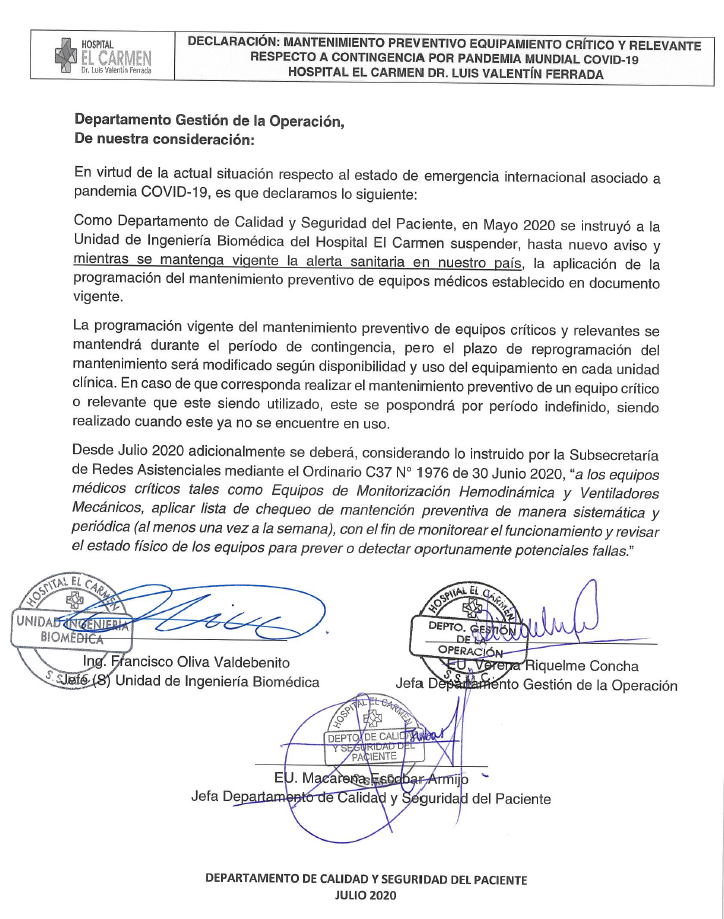 HOSPITAL
EL CARMEN
Dr. Luis Valentín Ferrada
DECLARACIÓN: MANTENIMIENTO PREVENTIVO EQUIPAMIENTO CRÍTICO Y RELEVANTE
RESPECTO A CONTINGENCIA POR PANDEMIA MUNDIAL COVID-19
HOSPITAL EL CARMEN DR. LUIS VALENTÍN FERRADA
Departamento Gestión de la Operación,
De nuestra consideración:
En virtud de la actual situación respecto al estado de emergencia internacional asociado a
pandemia COVID-19, es que declaramos lo siguiente:
Como Departamento de Calidad y Seguridad del Paciente, en Mayo 2020 se instruyó a la
Unidad de Ingeniería Biomédica del Hospital El Carmen suspender, hasta nuevo aviso y
mientras se mantenga vigente la alerta sanitaria en nuestro país, la aplicación de la
programación del mantenimiento preventivo de equipos médicos establecido en documento
vigente.
La programación vigente del mantenimiento preventivo de equipos críticos y relevantes se
mantendrá durante el período de contingencia, pero el plazo de reprogramación del
mantenimiento será modificado según disponibilidad y uso del equipamiento en cada unidad
clínica. En caso de que corresponda realizar el mantenimiento preventivo de un equipo crítico
o relevante que este siendo utilizado, este se pospondrá por período indefinido, siendo
realizado cuando este ya no se encuentre en uso.
Desde Julio 2020 adicionalmente se deberá, considerando lo instruido por la Subsecretaría
de Redes Asistenciales mediante el Ordinario C37 N° 1976 de 30 Junio 2020, "a los equipos
médicos críticos tales como Equipos de Monitorización Hemodinámica y Ventiladores
Mecánicos, aplicar lista de chequeo de mantención preventiva de manera sistemática y
periódica (al menos una vez a la semana), con el fin de monitorear el funcionamiento y revisar
el estado físico de los equipos para prever o detectar oportunamente potenciales fallas."
HOSPITAL EL CARMEN
UNIDAD INGENIERIA
BIOMÉDICA
Ing. Francisco Oliva Valdebenito
Jefe (S) Unidad de Ingeniería Biomédica
HOSPITAL EL CARMEN
DEPTO. GESTIÓN
DE LA
OPERACIÓN
EU. Verena Riquelme Concha
Jefa Departamento Gestión de la Operación
HOSPITAL EL CARMEN
DEPTO. DE CALIDAD
Y SEGURIDAD DEL
PACIENTE
EU. Macarena Escobar Armijo
Jefa Departamento de Calidad y Seguridad del Paciente
DEPARTAMENTO DE CALIDAD Y SEGURIDAD DEL PACIENTE
JULIO 2020